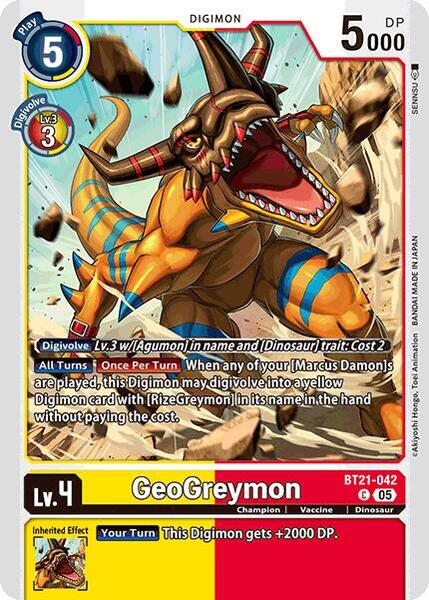 DIGIMON
Play
5
DP
5000
Digivolve
Lv.3
3
SENNSU
Digivolve Lv.3 w/[Agumon] in name and [Dinosaur] trait: Cost 2
All Turns Once Per Turn When any of your [Marcus Damon]s
are played, this Digimon may digivolve into a yellow
Digimon card with [RizeGreymon] in its name in the hand
without paying the cost.
©Akiyoshi Hongo, Toei Animation BANDAI MADE IN JAPAN
Lv.4
GeoGreymon
BT21-042
C 05
Champion | Vaccine | Dinosaur
Inherited Effect
Your Turn This Digimon gets +2000 DP.